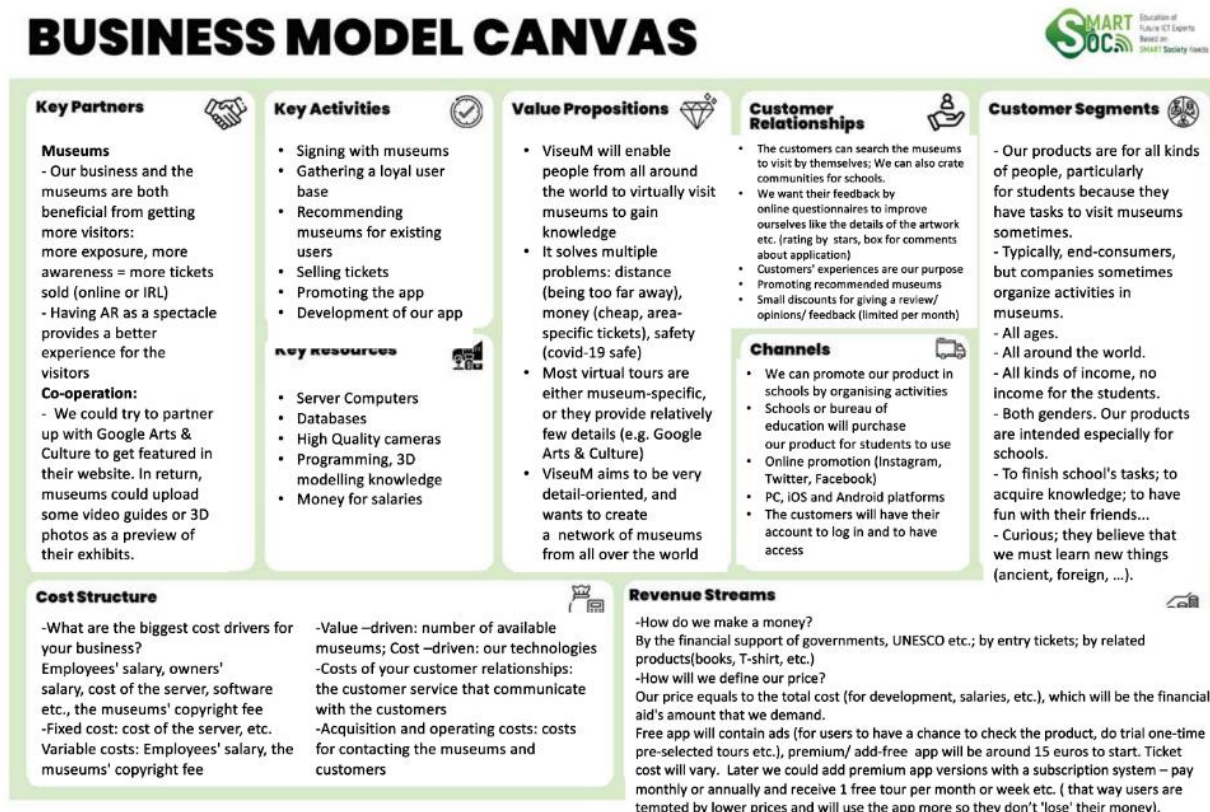 BUSINESS MODEL CANVAS
SMART
SOC
Education of
Future ICT Experts
Based on
SMART Society Needs
Key Partners
Museums
- Our business and the
museums are both
beneficial from getting
more visitors:
more exposure, more
awareness = more tickets
sold (online or IRL)
- Having AR as a spectacle
provides a better
experience for the
visitors
Co-operation:
- We could try to partner
up with Google Arts &
Culture to get featured in
their website. In return,
museums could upload
some video guides or 3D
photos as a preview of
their exhibits.
Key Activities
• Signing with museums
• Gathering a loyal user
base
• Recommending
museums for existing
users
• Selling tickets
• Promoting the app
• Development of our app
Key Resources
• Server Computers
• Databases
• High Quality cameras
• Programming, 3D
modelling knowledge
• Money for salaries
Value Propositions
• ViseuM will enable
people from all around
the world to virtually visit
museums to gain
knowledge
• It solves multiple
problems: distance
(being too far away),
money (cheap, area-
specific tickets), safety
(covid-19 safe)
• Most virtual tours are
either museum-specific,
or they provide relatively
few details (e.g. Google
Arts & Culture)
• ViseuM aims to be very
detail-oriented, and
wants to create
a network of museums
from all over the world
Customer
Relationships
• The customers can search the museums
to visit by themselves; We can also crate
communities for schools.
• We want their feedback by
online questionnaires to improve
ourselves like the details of the artwork
etc. (rating by stars, box for comments
about application)
• Customers' experiences are our purpose
• Promoting recommended museums
• Small discounts for giving a review/
opinions/ feedback (limited per month)
Channels
• We can promote our product in
schools by organising activities
• Schools or bureau of
education will purchase
our product for students to use
• Online promotion (Instagram,
Twitter, Facebook)
• PC, iOS and Android platforms
• The customers will have their
account to log in and to have
access
Customer Segments
- Our products are for all kinds
of people, particularly
for students because they
have tasks to visit museums
sometimes.
- Typically, end-consumers,
but companies sometimes
organize activities in
museums.
- All ages.
- All around the world.
- All kinds of income, no
income for the students.
- Both genders. Our products
are intended especially for
schools.
- To finish school's tasks; to
acquire knowledge; to have
fun with their friends...
- Curious; they believe that
we must learn new things
(ancient, foreign, ...).
Cost Structure
-What are the biggest cost drivers for
your business?
Employees' salary, owners'
salary, cost of the server, software
etc., the museums' copyright fee
-Fixed cost: cost of the server, etc.
Variable costs: Employees' salary, the
museums' copyright fee
-Value –driven: number of available
museums; Cost –driven: our technologies
-Costs of your customer relationships:
the customer service that communicate
with the customers
-Acquisition and operating costs: costs
for contacting the museums and
customers
Revenue Streams
-How do we make a money?
By the financial support of governments, UNESCO etc.; by entry tickets; by related
products(books, T-shirt, etc.)
-How will we define our price?
Our price equals to the total cost (for development, salaries, etc.), which will be the financial
aid's amount that we demand.
Free app will contain ads (for users to have a chance to check the product, do trial one-time
pre-selected tours etc.), premium/ add-free app will be around 15 euros to start. Ticket
cost will vary. Later we could add premium app versions with a subscription system – pay
monthly or annually and receive 1 free tour per month or week etc. ( that way users are
tempted by lower prices and will use the app more so they don't 'lose' their money).